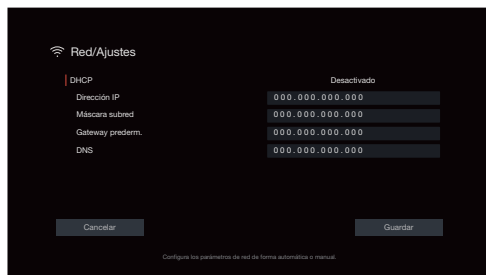 Red/Ajustes
DHCP Desactivado
Dirección IP 000.000.000.000
Máscara subred 000.000.000.000
Gateway prederm. 000.000.000.000
DNS 000.000.000.000
Cancelar Guardar
Configura los parámetros de red de forma automática o manual.